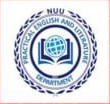 NUU
PRACTICAL ENGLISH AND LITERATURE
DEPARTMENT